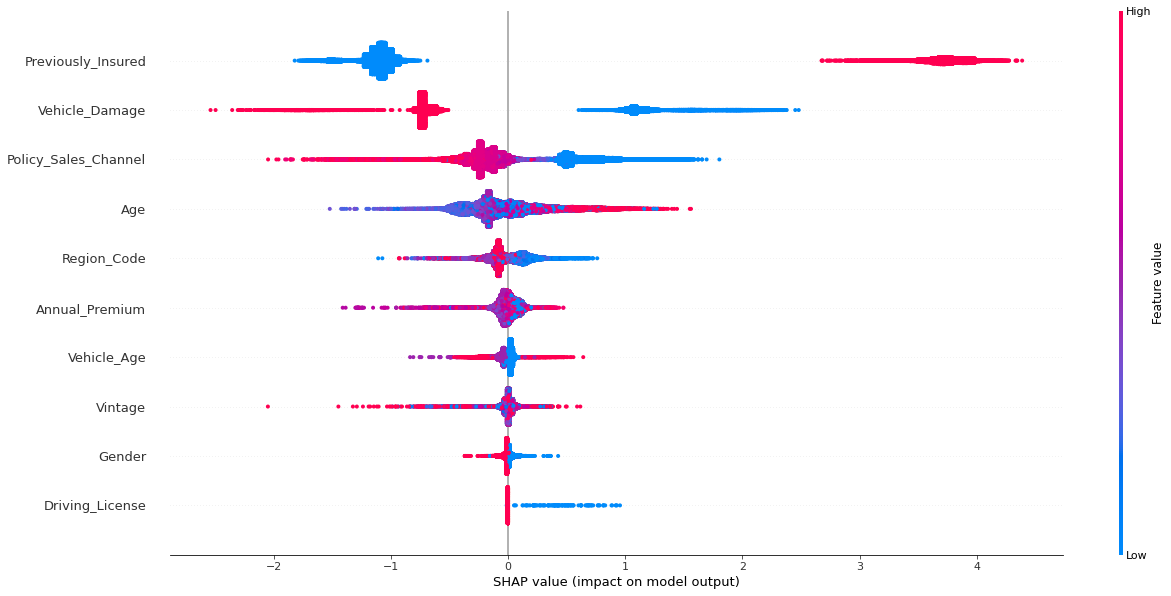 High
Previously_Insured
Vehicle_Damage
Policy_Sales_Channel
Age
Region_Code
Annual_Premium
Vehicle_Age
Vintage
Gender
Driving_License
Feature value
Low
−2 −1 0 1 2 3 4
SHAP value (impact on model output)